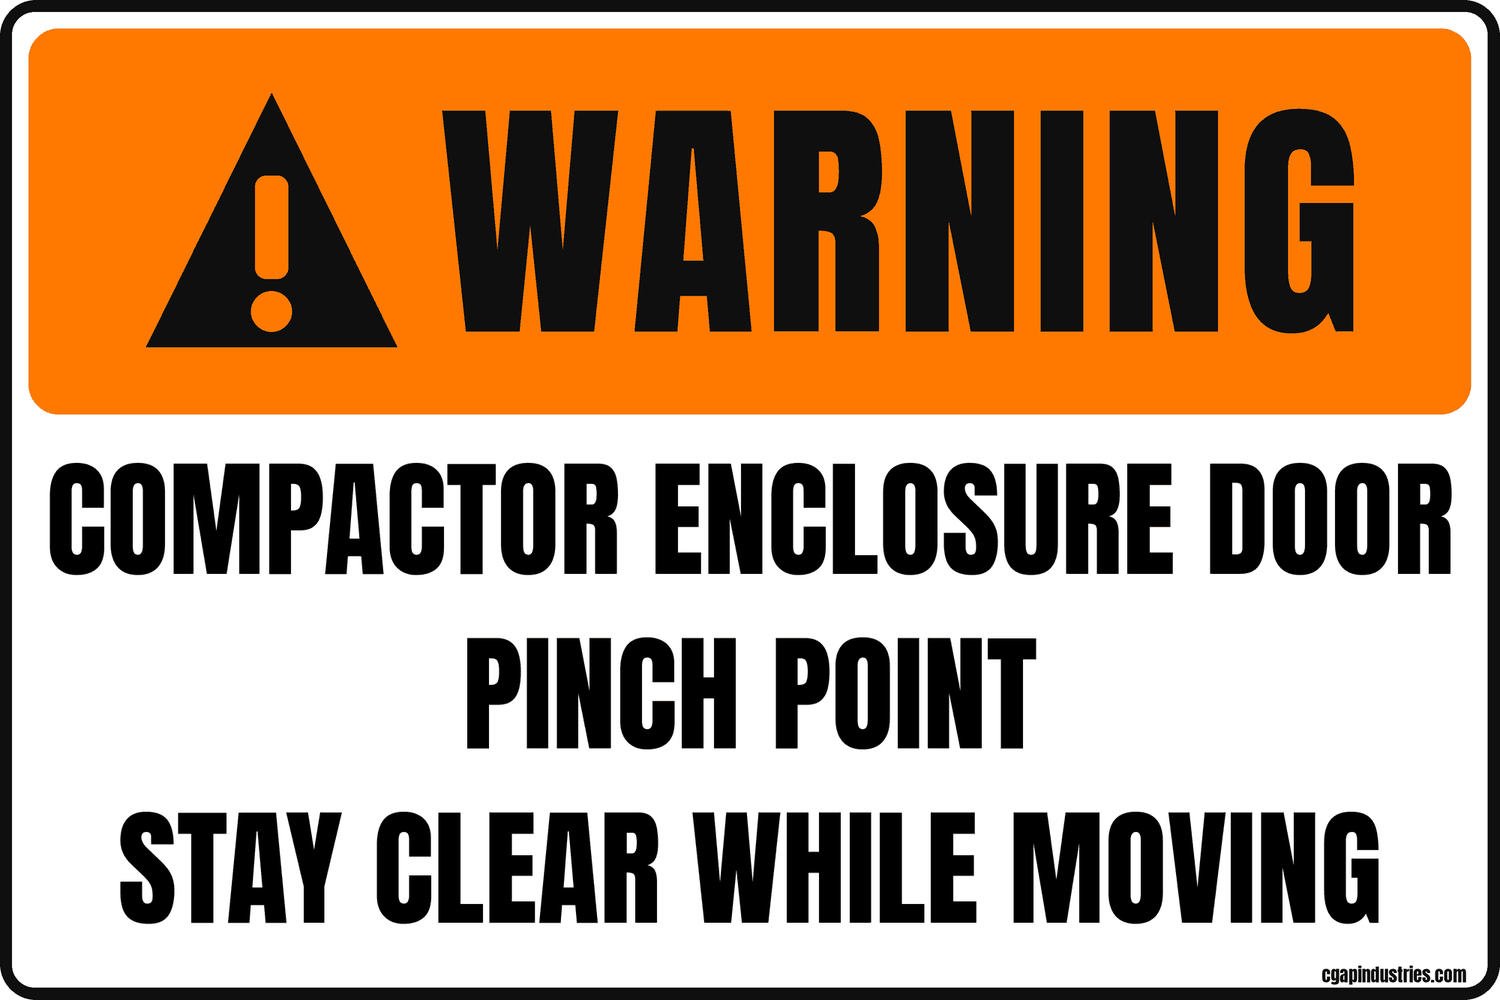 WARNING
COMPACTOR ENCLOSURE DOOR
PINCH POINT
STAY CLEAR WHILE MOVING
cgapindustries.com